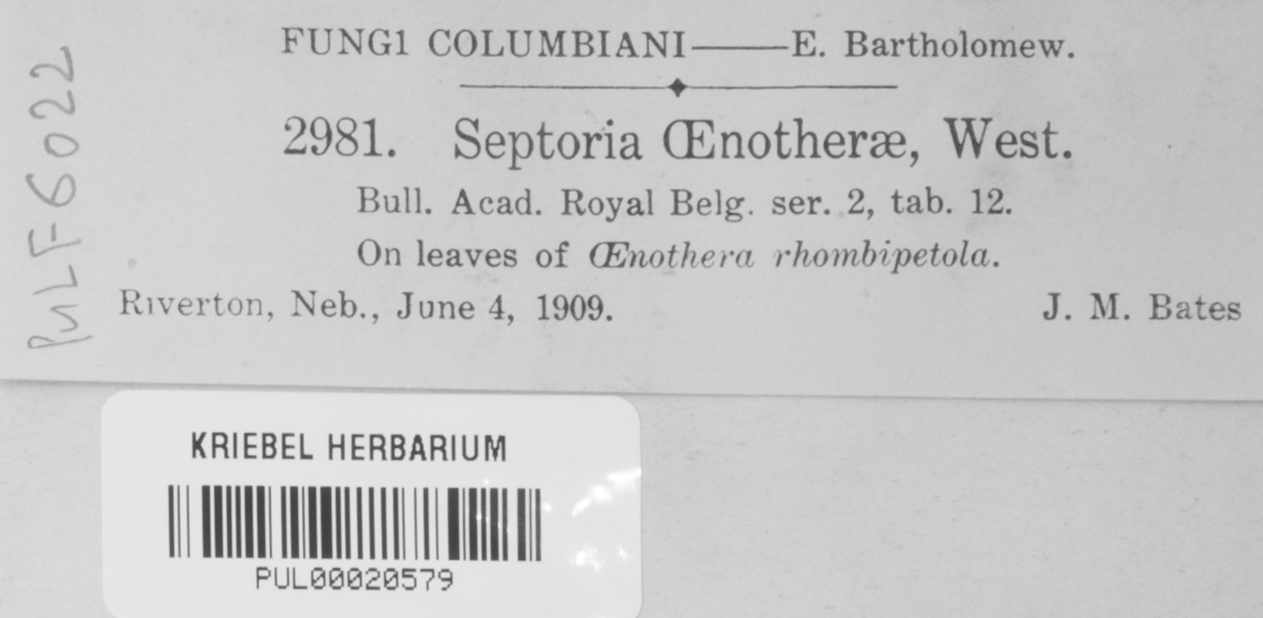 FUNG1 COLUMBIANI——E. Bartholomew.
2981. Septoria Œnotheræ, West.
Bull. Acad. Royal Belg. ser. 2, tab. 12.
On leaves of Œnothera rhombipetola.
Riverton, Neb., June 4, 1909. J. M. Bates
PuLF6022
KRIEBEL HERBARIUM
PUL00020579